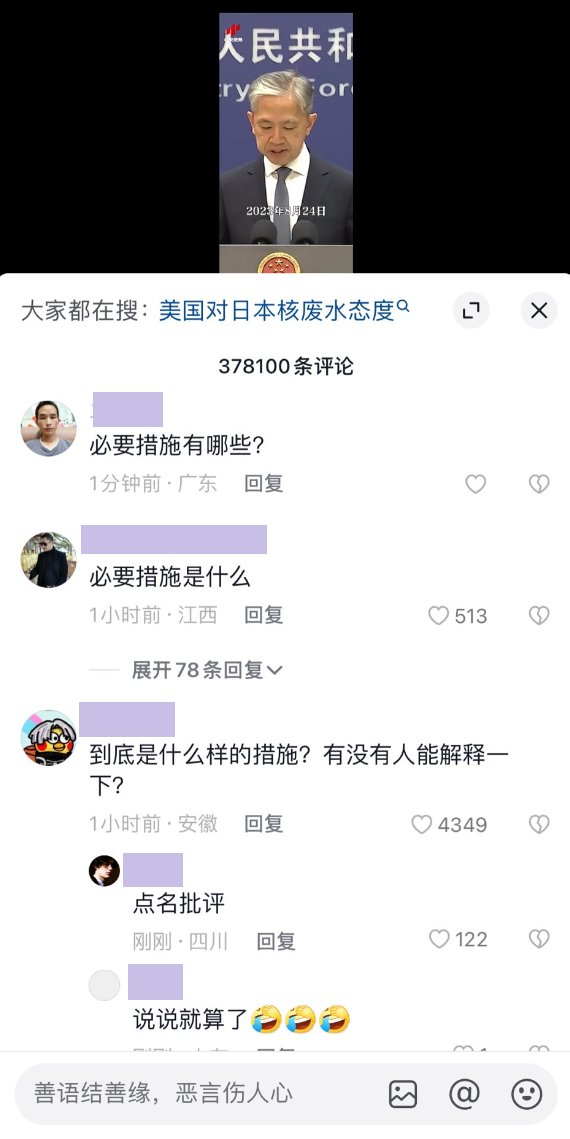 人民共和
try
Fore
2023年8月24日
大家都在搜：美国对日本核废水态度
378100条评论
必要措施有哪些？
1分钟前 · 广东 回复
必要措施是什么
1小时前 · 江西 回复 513
展开78条回复
到底是什么样的措施？有没有人能解释一
下？
1小时前 · 安徽 回复 4349
点名批评
刚刚 · 四川 回复 122
说说就算了🤣🤣🤣
善语结善缘，恶言伤人心